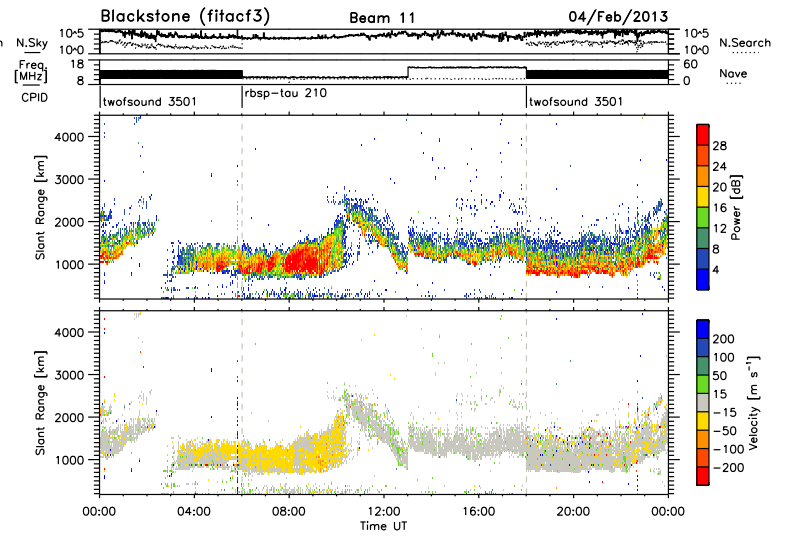 Blackstone (fitacf3)
Beam 11
04/Feb/2013
N.Sky
10^5
10^0
10^5
10^0
N.Search
Freq.
[MHz]
18
8
60
0
Nave
CPID
twofsound 3501
rbsp-tau 210
twofsound 3501
Slant Range [km]
4000
3000
2000
1000
28
24
20
16
12
8
4
Power [dB]
Slant Range [km]
4000
3000
2000
1000
200
100
50
15
-15
-50
-100
-200
Velocity [m s⁻¹]
00:00
04:00
08:00
12:00
16:00
20:00
00:00
Time UT